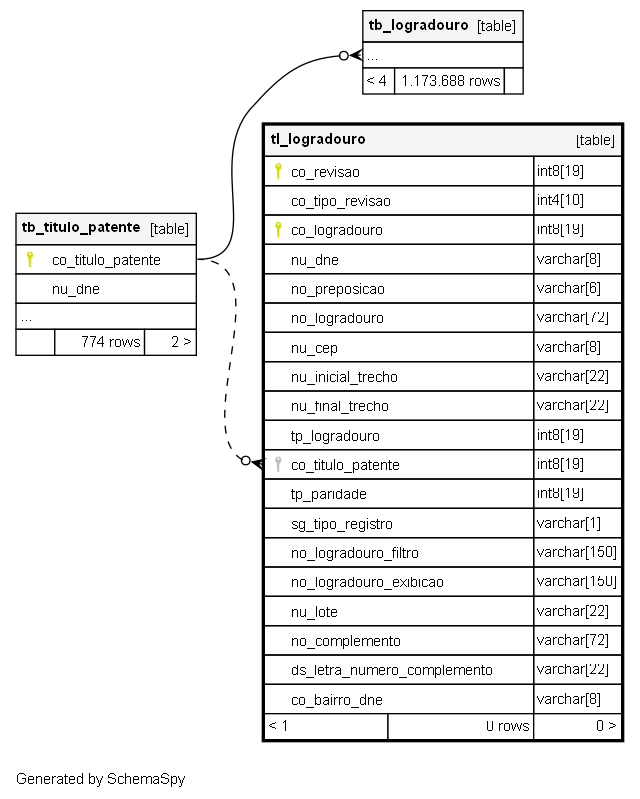 tb_logradouro [table]
...
< 4 1.173.688 rows
tl_logradouro [table]
co_revisao int8[19]
co_tipo_revisao int4[10]
co_logradouro int8[19]
nu_dne varchar[8]
no_preposicao varchar[6]
no_logradouro varchar[72]
nu_cep varchar[8]
nu_inicial_trecho varchar[22]
nu_final_trecho varchar[22]
tp_logradouro int8[19]
co_titulo_patente int8[19]
tp_paridade int8[19]
sg_tipo_registro varchar[1]
no_logradouro_filtro varchar[150]
no_logradouro_exibicao varchar[150]
nu_lote varchar[22]
no_complemento varchar[72]
ds_letra_numero_complemento varchar[22]
co_bairro_dne varchar[8]
< 1 0 rows 0 >
tb_titulo_patente [table]
co_titulo_patente
nu_dne
...
774 rows 2 >
Generated by SchemaSpy